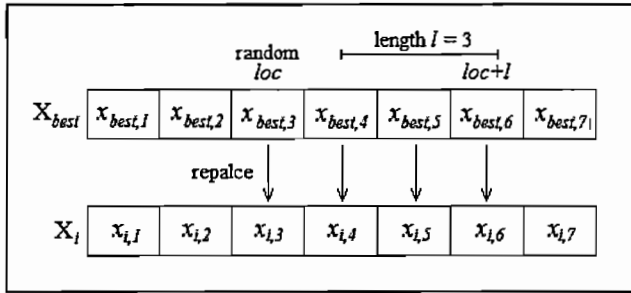 random
length l = 3
loc
loc+l
X_best x_best,1 x_best,2 x_best,3 x_best,4 x_best,5 x_best,6 x_best,7
repalce
X_i x_i,1 x_i,2 x_i,3 x_i,4 x_i,5 x_i,6 x_i,7